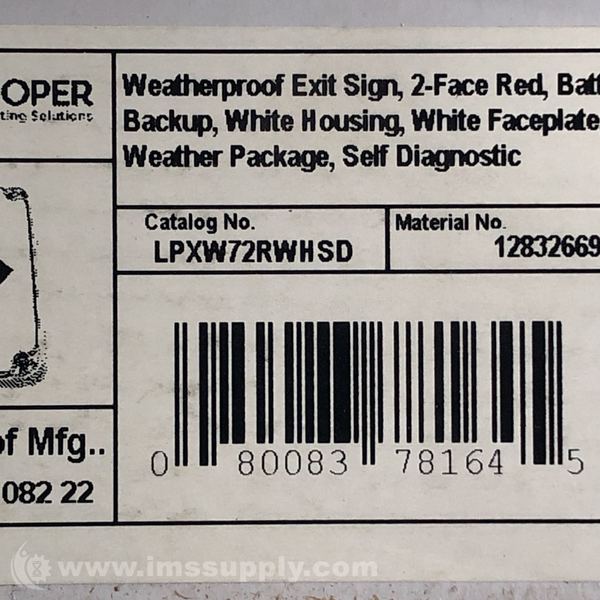 OPER
ting Solutions
Weatherproof Exit Sign, 2-Face Red, Batt
Backup, White Housing, White Faceplate
Weather Package, Self Diagnostic
Catalog No.
LPXW72RWHSD
Material No.
12832669
of Mfg..
082 22
0 80083 78164 5
www.imssupply.com